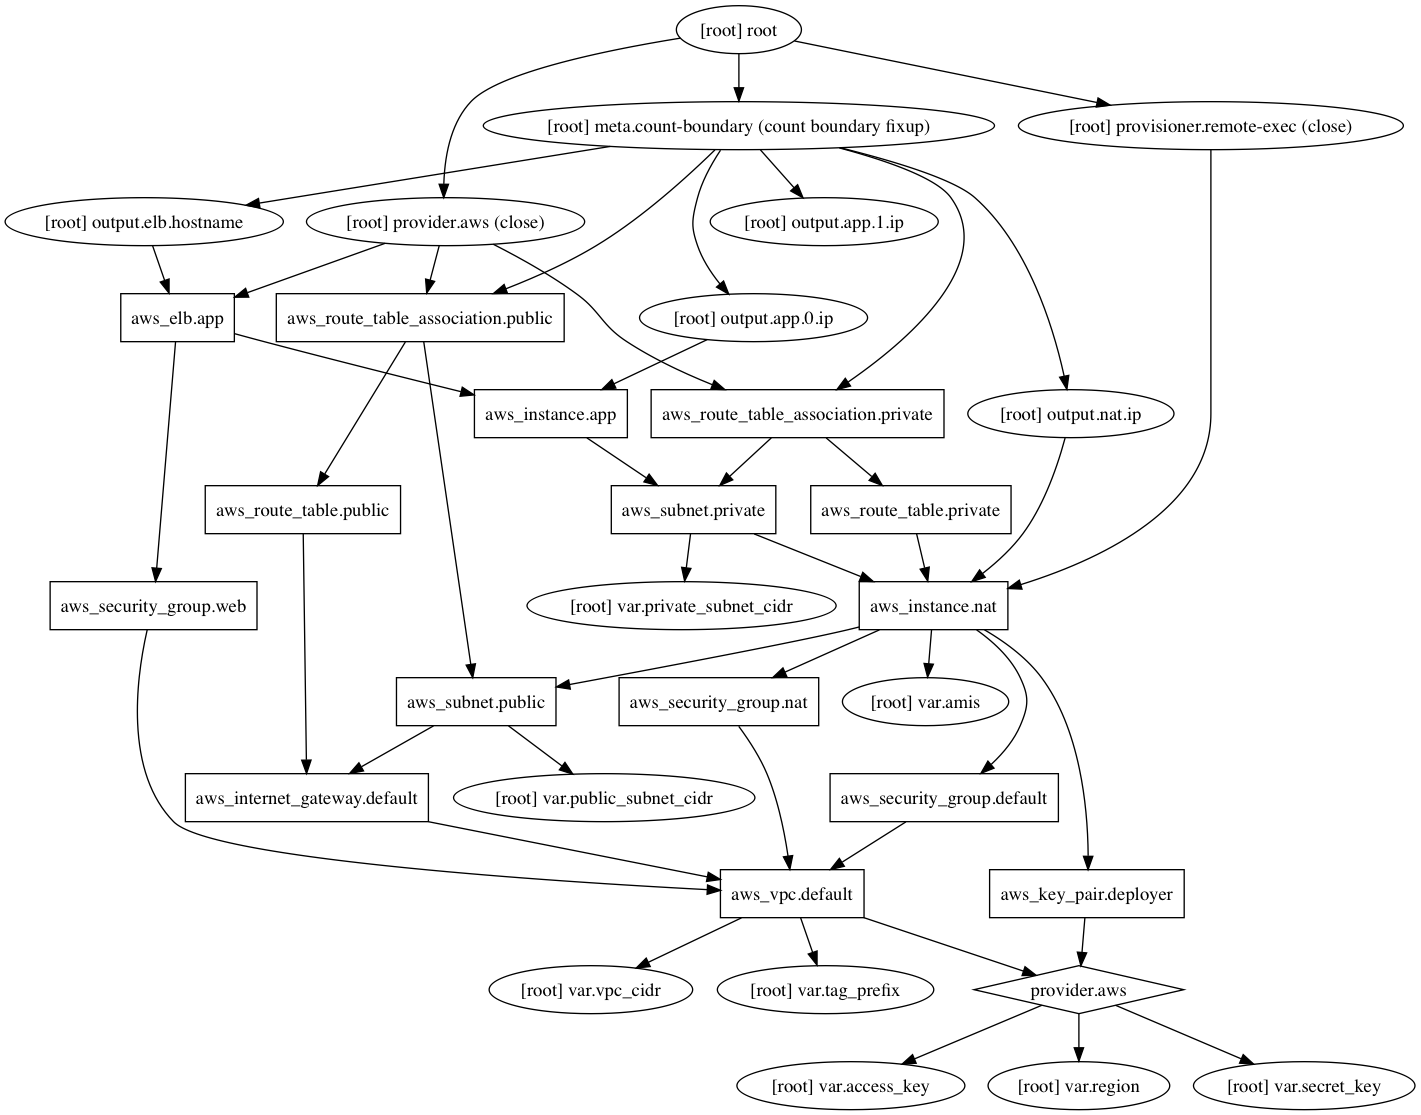 [root] root
[root] meta.count-boundary (count boundary fixup)
[root] provisioner.remote-exec (close)
[root] output.elb.hostname
[root] provider.aws (close)
[root] output.app.1.ip
aws_elb.app
aws_route_table_association.public
[root] output.app.0.ip
aws_instance.app
aws_route_table_association.private
[root] output.nat.ip
aws_route_table.public
aws_subnet.private
aws_route_table.private
aws_security_group.web
[root] var.private_subnet_cidr
aws_instance.nat
aws_subnet.public
aws_security_group.nat
[root] var.amis
aws_internet_gateway.default
[root] var.public_subnet_cidr
aws_security_group.default
aws_vpc.default
aws_key_pair.deployer
[root] var.vpc_cidr
[root] var.tag_prefix
provider.aws
[root] var.access_key
[root] var.region
[root] var.secret_key